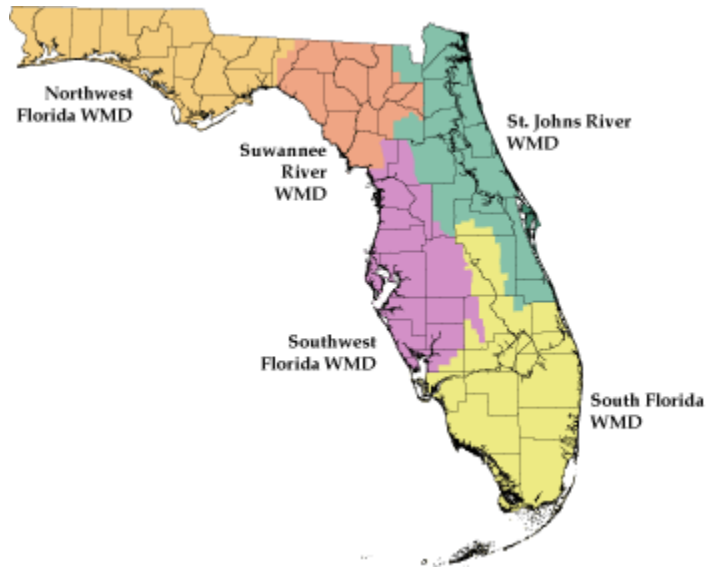 Northwest
Florida WMD
St. Johns River
WMD
Suwannee
River
WMD
Southwest
Florida WMD
South Florida
WMD